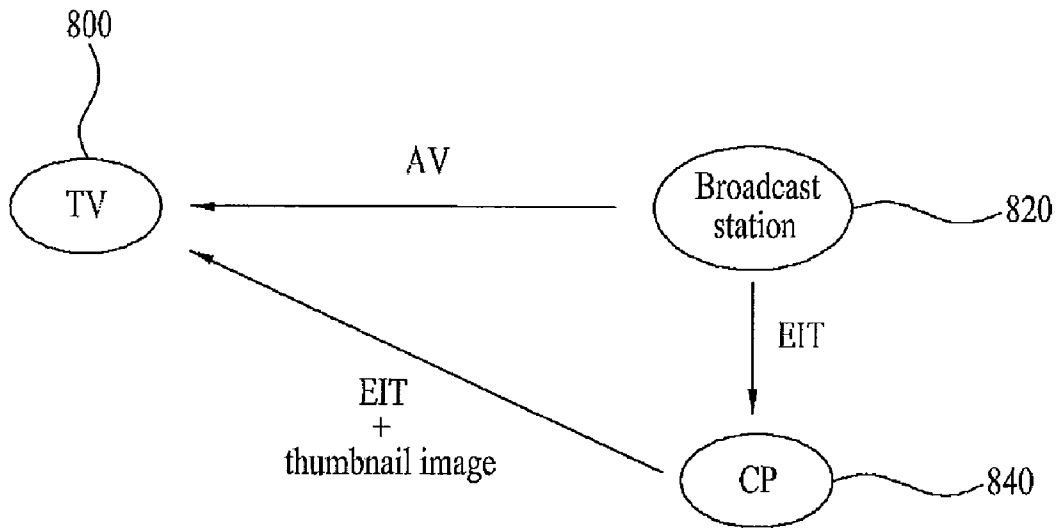 800
TV
AV
Broadcast
station
820
EIT
EIT
+
thumbnail image
CP
840